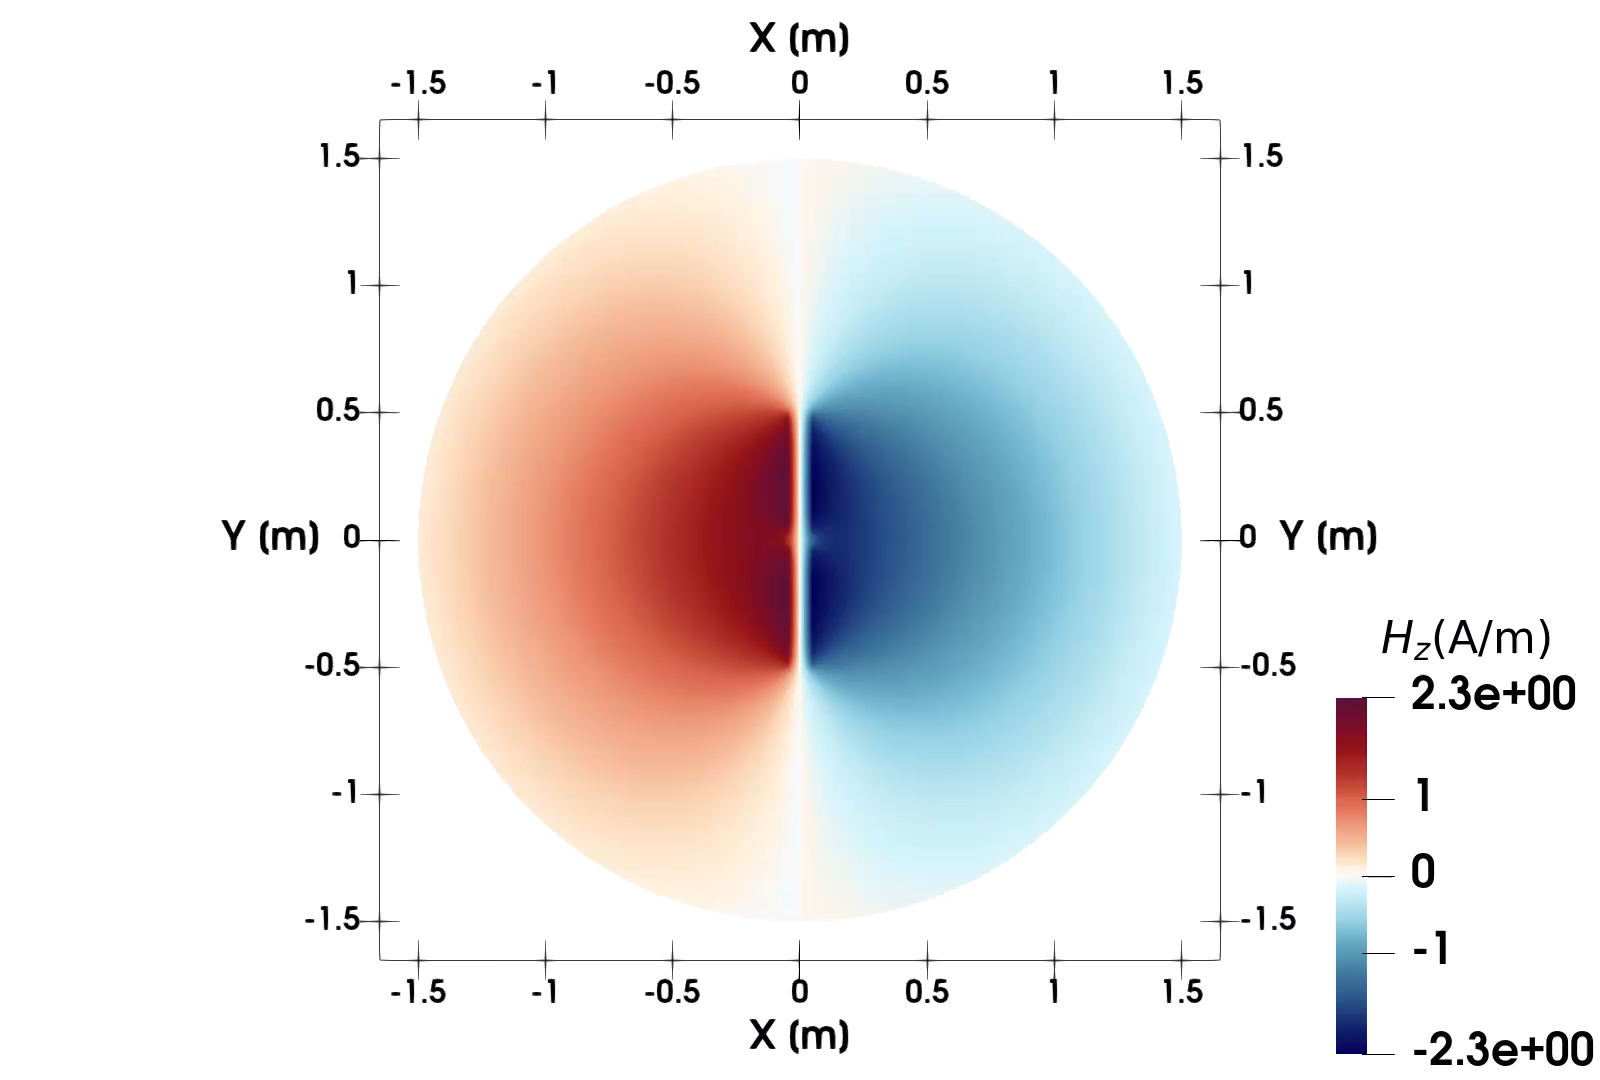 X (m)
-1.5 -1 -0.5 0 0.5 1 1.5
1.5 1.5
1 1
0.5 0.5
Y (m) 0 0 Y (m)
-0.5 -0.5
-1 -1
-1.5 -1.5
-1.5 -1 -0.5 0 0.5 1 1.5
X (m)
Hz(A/m)
2.3e+00
1
0
-1
-2.3e+00